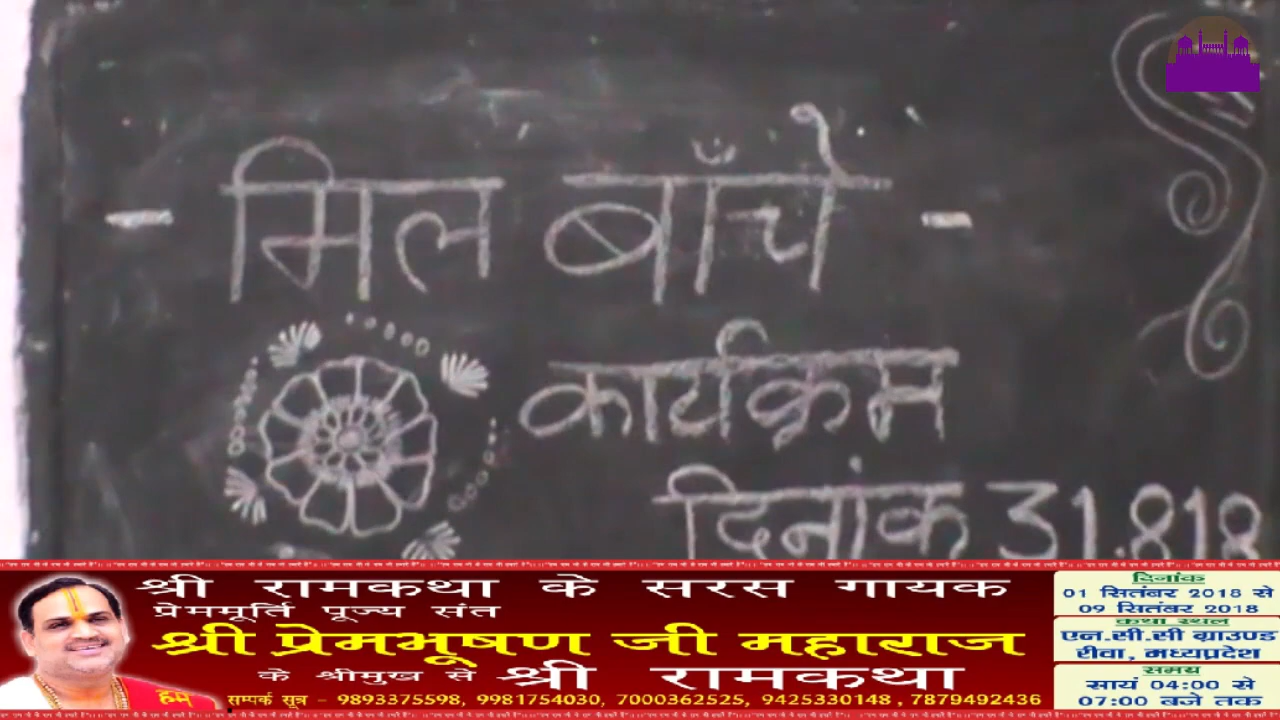 - मिल बाँचे -
कार्यक्रम
दिनांक 31.818
श्री रामकथा के सरस गायक
प्रेममूर्ति पूज्य संत
श्री प्रेमभूषण जी महाराज
के श्रीमुख से श्री रामकथा
सम्पर्क सूत्र - 9893375598, 9981754030, 7000362525, 9425330148 , 7879492436
हम
दिनांक
01 सितंबर 2018 से
09 सितंबर 2018
कथा स्थल
एन.सी.सी ग्राउण्ड
रीवा, मध्यप्रदेश
समय
सायं 04:00 से
07:00 बजे तक